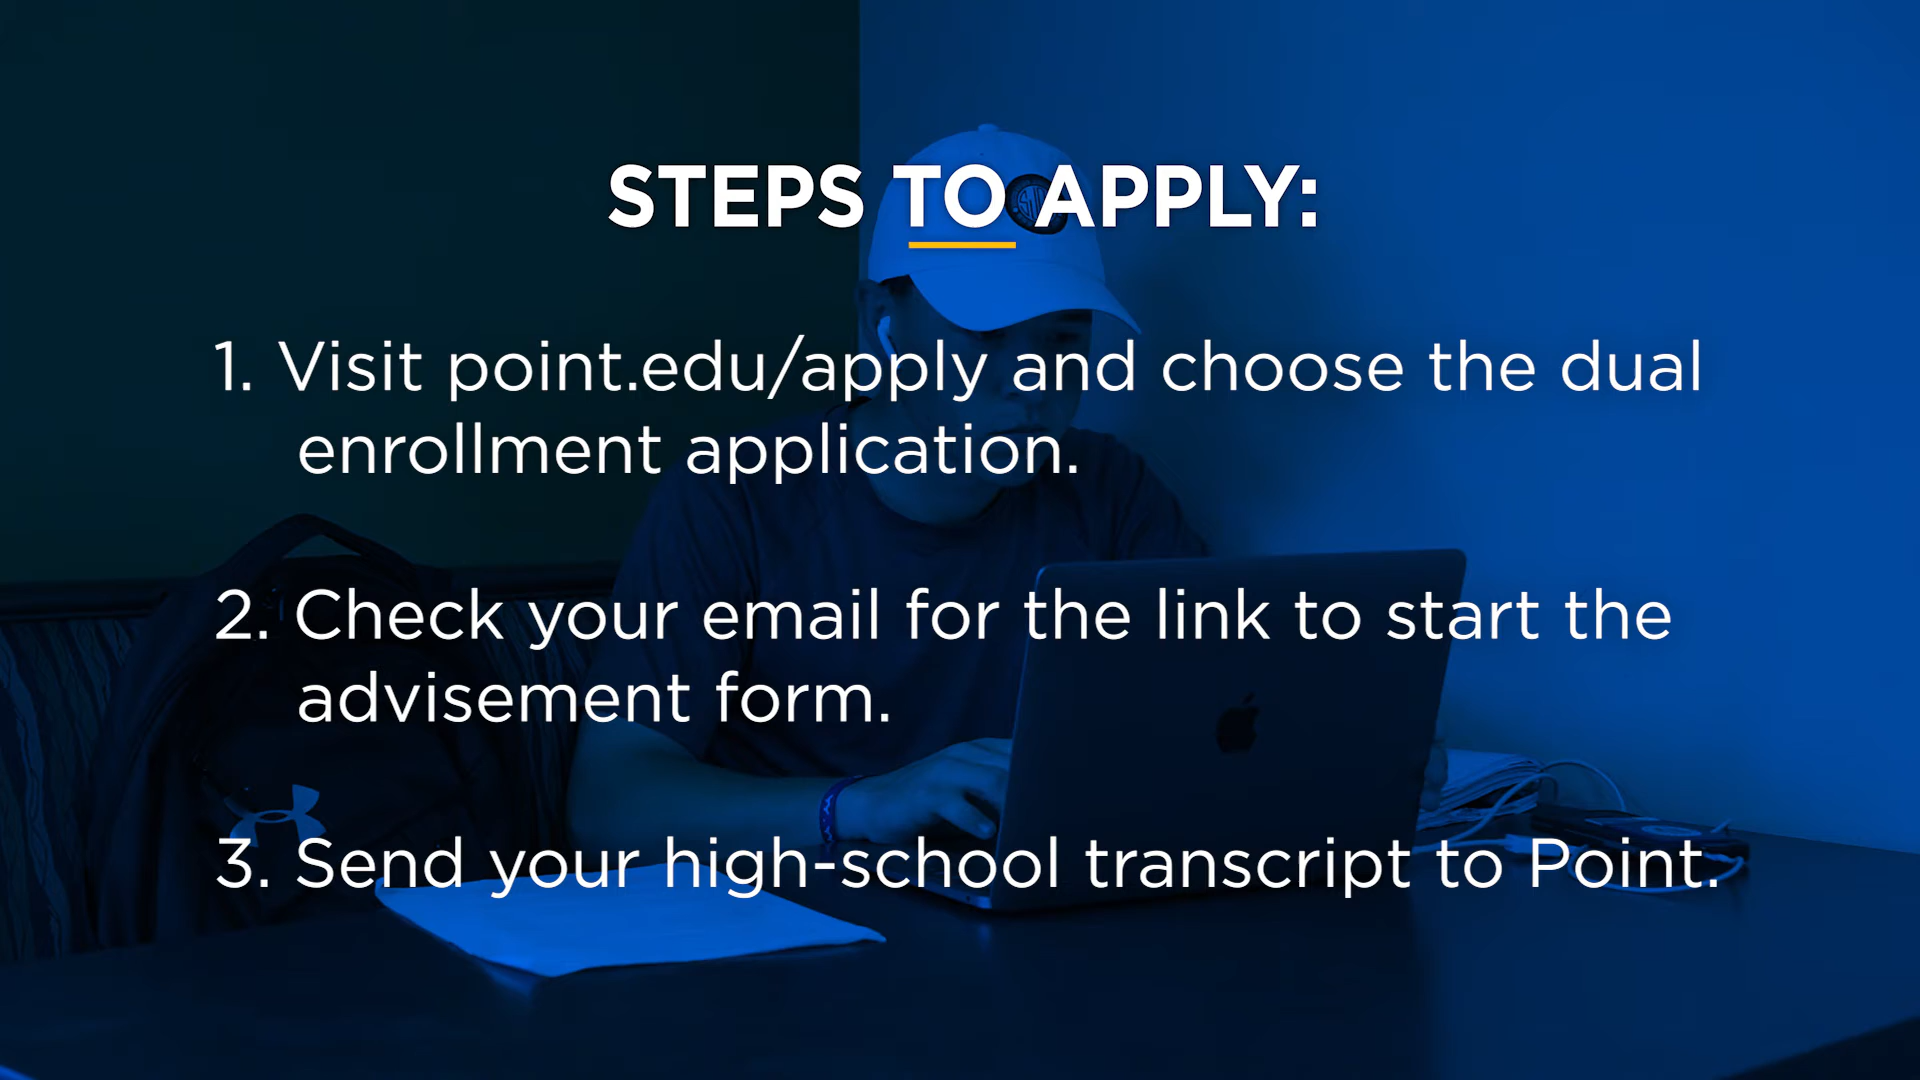 STEPS TO APPLY:
1. Visit point.edu/apply and choose the dual
enrollment application.
2. Check your email for the link to start the
advisement form.
3. Send your high-school transcript to Point.